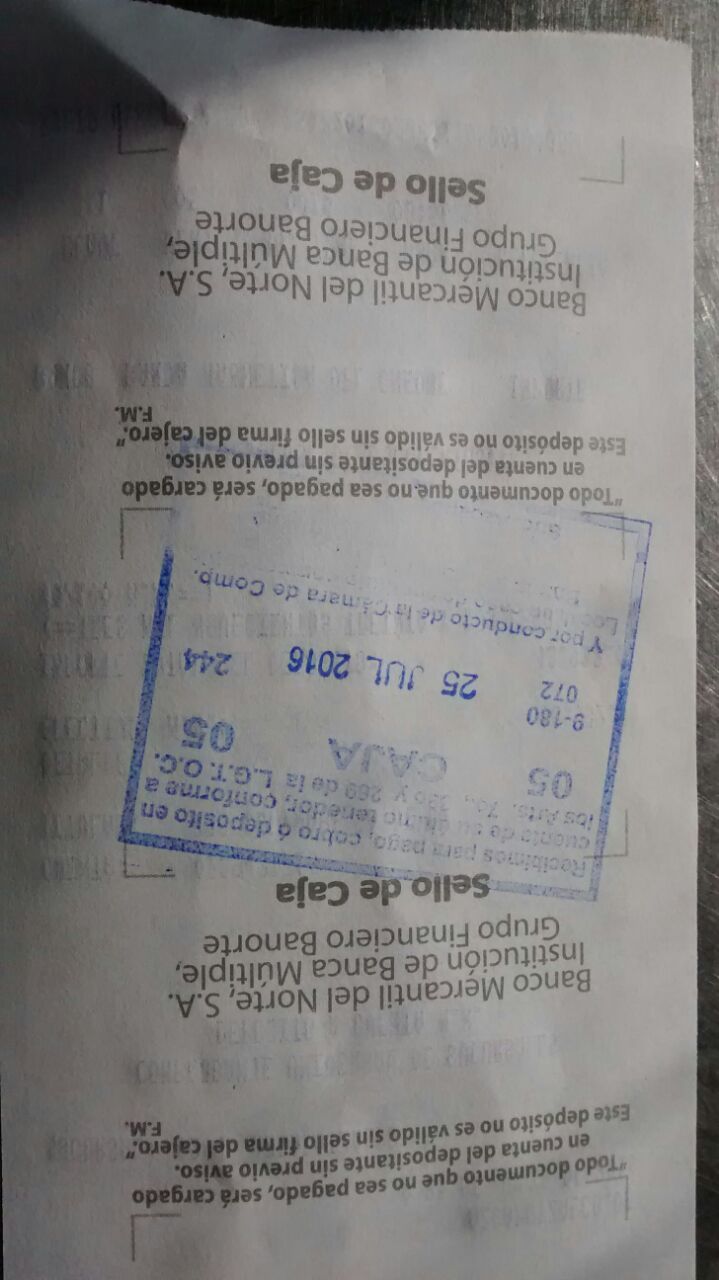 "Todo documento que no sea pagado, será cargado
en cuenta del depositante sin previo aviso.
Este depósito no es válido sin sello firma del cajero."
F.M.
Banco Mercantil del Norte, S.A.
Institución de Banca Múltiple,
Grupo Financiero Banorte
Sello de Caja
Recibimos para pago, cobro ó deposito en
cuenta de su último tenedor, conforme a
los Arts. y 269 de la L.G.T.O.C.
05 CAJA 05
9-180
072 25 JUL 2016 244
Y por conducto de la Cámara de Comp.
"Todo documento que no sea pagado, será cargado
en cuenta del depositante sin previo aviso.
Este depósito no es válido sin sello firma del cajero."
F.M.
Banco Mercantil del Norte, S.A.
Institución de Banca Múltiple,
Grupo Financiero Banorte
Sello de Caja